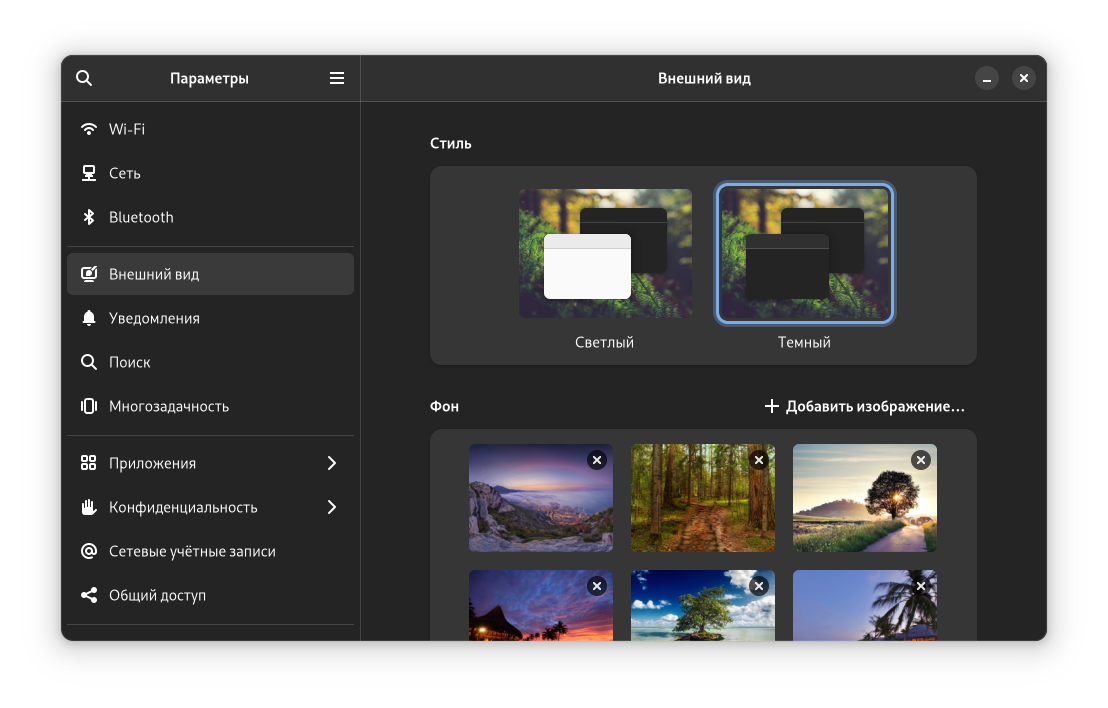 Параметры
Внешний вид
Wi-Fi
Сеть
Bluetooth
Внешний вид
Уведомления
Поиск
Многозадачность
Приложения
Конфиденциальность
Сетевые учётные записи
Общий доступ
Стиль
Светлый
Темный
Фон
Добавить изображение…